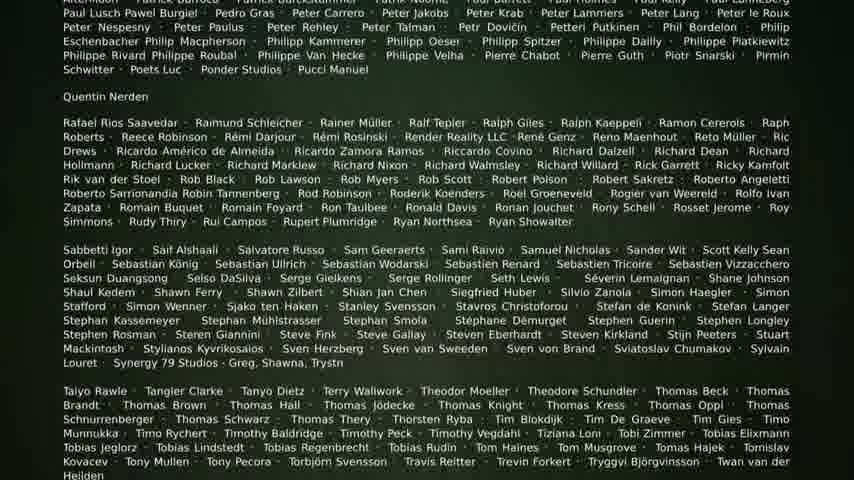 Paul Lusch Pawel Burgiel · Pedro Gras · Peter Carrero · Peter Jakobs · Peter Krab · Peter Lammers · Peter Lang · Peter le Roux
Peter Nespesny · Peter Paulus · Peter Rehley · Peter Talman · Petr Dovičín · Petteri Putkinen · Phil Bordelon · Philip
Eschenbacher Philip Macpherson · Philipp Kammerer · Philipp Oeser · Philipp Spitzer · Philippe Dailly · Philippe Piatkiewitz
Philippe Rivard Philippe Roubal · Philippe Van Hecke · Philippe Velha · Pierre Chabot · Pierre Guth · Piotr Snarski · Pirmin
Schwitter · Poets Luc · Ponder Studios · Pucci Manuel
Quentin Nerden
Rafael Rios Saavedar · Raimund Schleicher · Rainer Müller · Ralf Tepler · Ralph Giles · Ralph Kaeppeli · Ramon Cererois · Raph
Roberts · Reece Robinson · Rémi Darjour · Rémi Rosinski · Render Reality LLC ·René Genz · Reno Maenhout · Reto Müller · Ric
Drews · Ricardo Américo de Almeida · Ricardo Zamora Ramos · Riccardo Covino · Richard Dalzell · Richard Dean · Richard
Hollmann · Richard Lucker · Richard Marklew · Richard Nixon · Richard Walmsley · Richard Willard · Rick Garrett · Ricky Kamfolt
Rik van der Stoel · Rob Black · Rob Lawson · Rob Myers · Rob Scott · Robert Polson · Robert Sakretz · Roberto Angeletti
Roberto Sarrionandia Robin Tannenberg · Rod Robinson · Roderik Koenders · Roel Groeneveld · Rogier van Weereld · Rolfo Ivan
Zapata · Romain Buquet · Romain Foyard · Ron Taulbee · Ronald Davis · Ronan Jouchet · Rony Schell · Rosset Jerome · Roy
Simmons · Rudy Thiry · Rui Campos · Rupert Plumridge · Ryan Northsea · Ryan Showalter
Sabbetti Igor · Saif Alshaali · Salvatore Russo · Sam Geeraerts · Sami Raivio · Samuel Nicholas · Sander Wit · Scott Kelly Sean
Orbell · Sebastian König · Sebastian Ullrich · Sebastian Wodarski · Sebastien Renard · Sebastien Tricoire · Sebastien Vizzacchero
Seksun Duangsong · Selso DaSilva · Serge Gielkens · Serge Rollinger · Seth Lewis · Séverin Lemaignan · Shane Johnson
Shaul Kedem · Shawn Ferry · Shawn Zilbert · Shian Jan Chen · Siegfried Huber · Silvio Zanola · Simon Haegler · Simon
Stafford · Simon Wenner · Sjako ten Haken · Stanley Svensson · Stavros Christoforou · Stefan de Konink · Stefan Langer
Stephan Kassemeyer · Stephan Mühlstrasser · Stephan Smola · Stéphane Démurget · Stephen Guerin · Stephen Longley
Stephen Rosman · Steren Giannini · Steve Fink · Steve Gallay · Steven Eberhardt · Steven Kirkland · Stijn Peeters · Stuart
Mackintosh · Stylianos Kyvrikosaios · Sven Herzberg · Sven van Sweeden · Sven von Brand · Sviatoslav Chumakov · Sylvain
Louret · Synergy 79 Studios · Greg, Shawna, Trystn
Taiyo Rawle · Tangler Clarke · Tanyo Dietz · Terry Wallwork · Theodor Moeller · Theodore Schundler · Thomas Beck · Thomas
Brandt · Thomas Brown · Thomas Hall · Thomas Jödecke · Thomas Knight · Thomas Kress · Thomas Oppl · Thomas
Schnurrenberger · Thomas Schwarz · Thomas Thery · Thorsten Ryba · Tim Blokdijk · Tim De Graeve · Tim Gies · Timo
Munnukka · Timo Rychert · Timothy Baldridge · Timothy Peck · Timothy Vegdahl · Tiziana Loni · Tobi Zimmer · Tobias Elixmann
Tobias Jeglorz · Tobias Lindstedt · Tobias Regenbrecht · Tobias Rudin · Tom Haines · Tom Musgrove · Tomas Hajek · Tomislav
Kovacev · Tony Mullen · Tony Pecora · Torbjörn Svensson · Travis Reitter · Trevin Forkert · Tryggvi Björgvinsson · Twan van der
Heijden